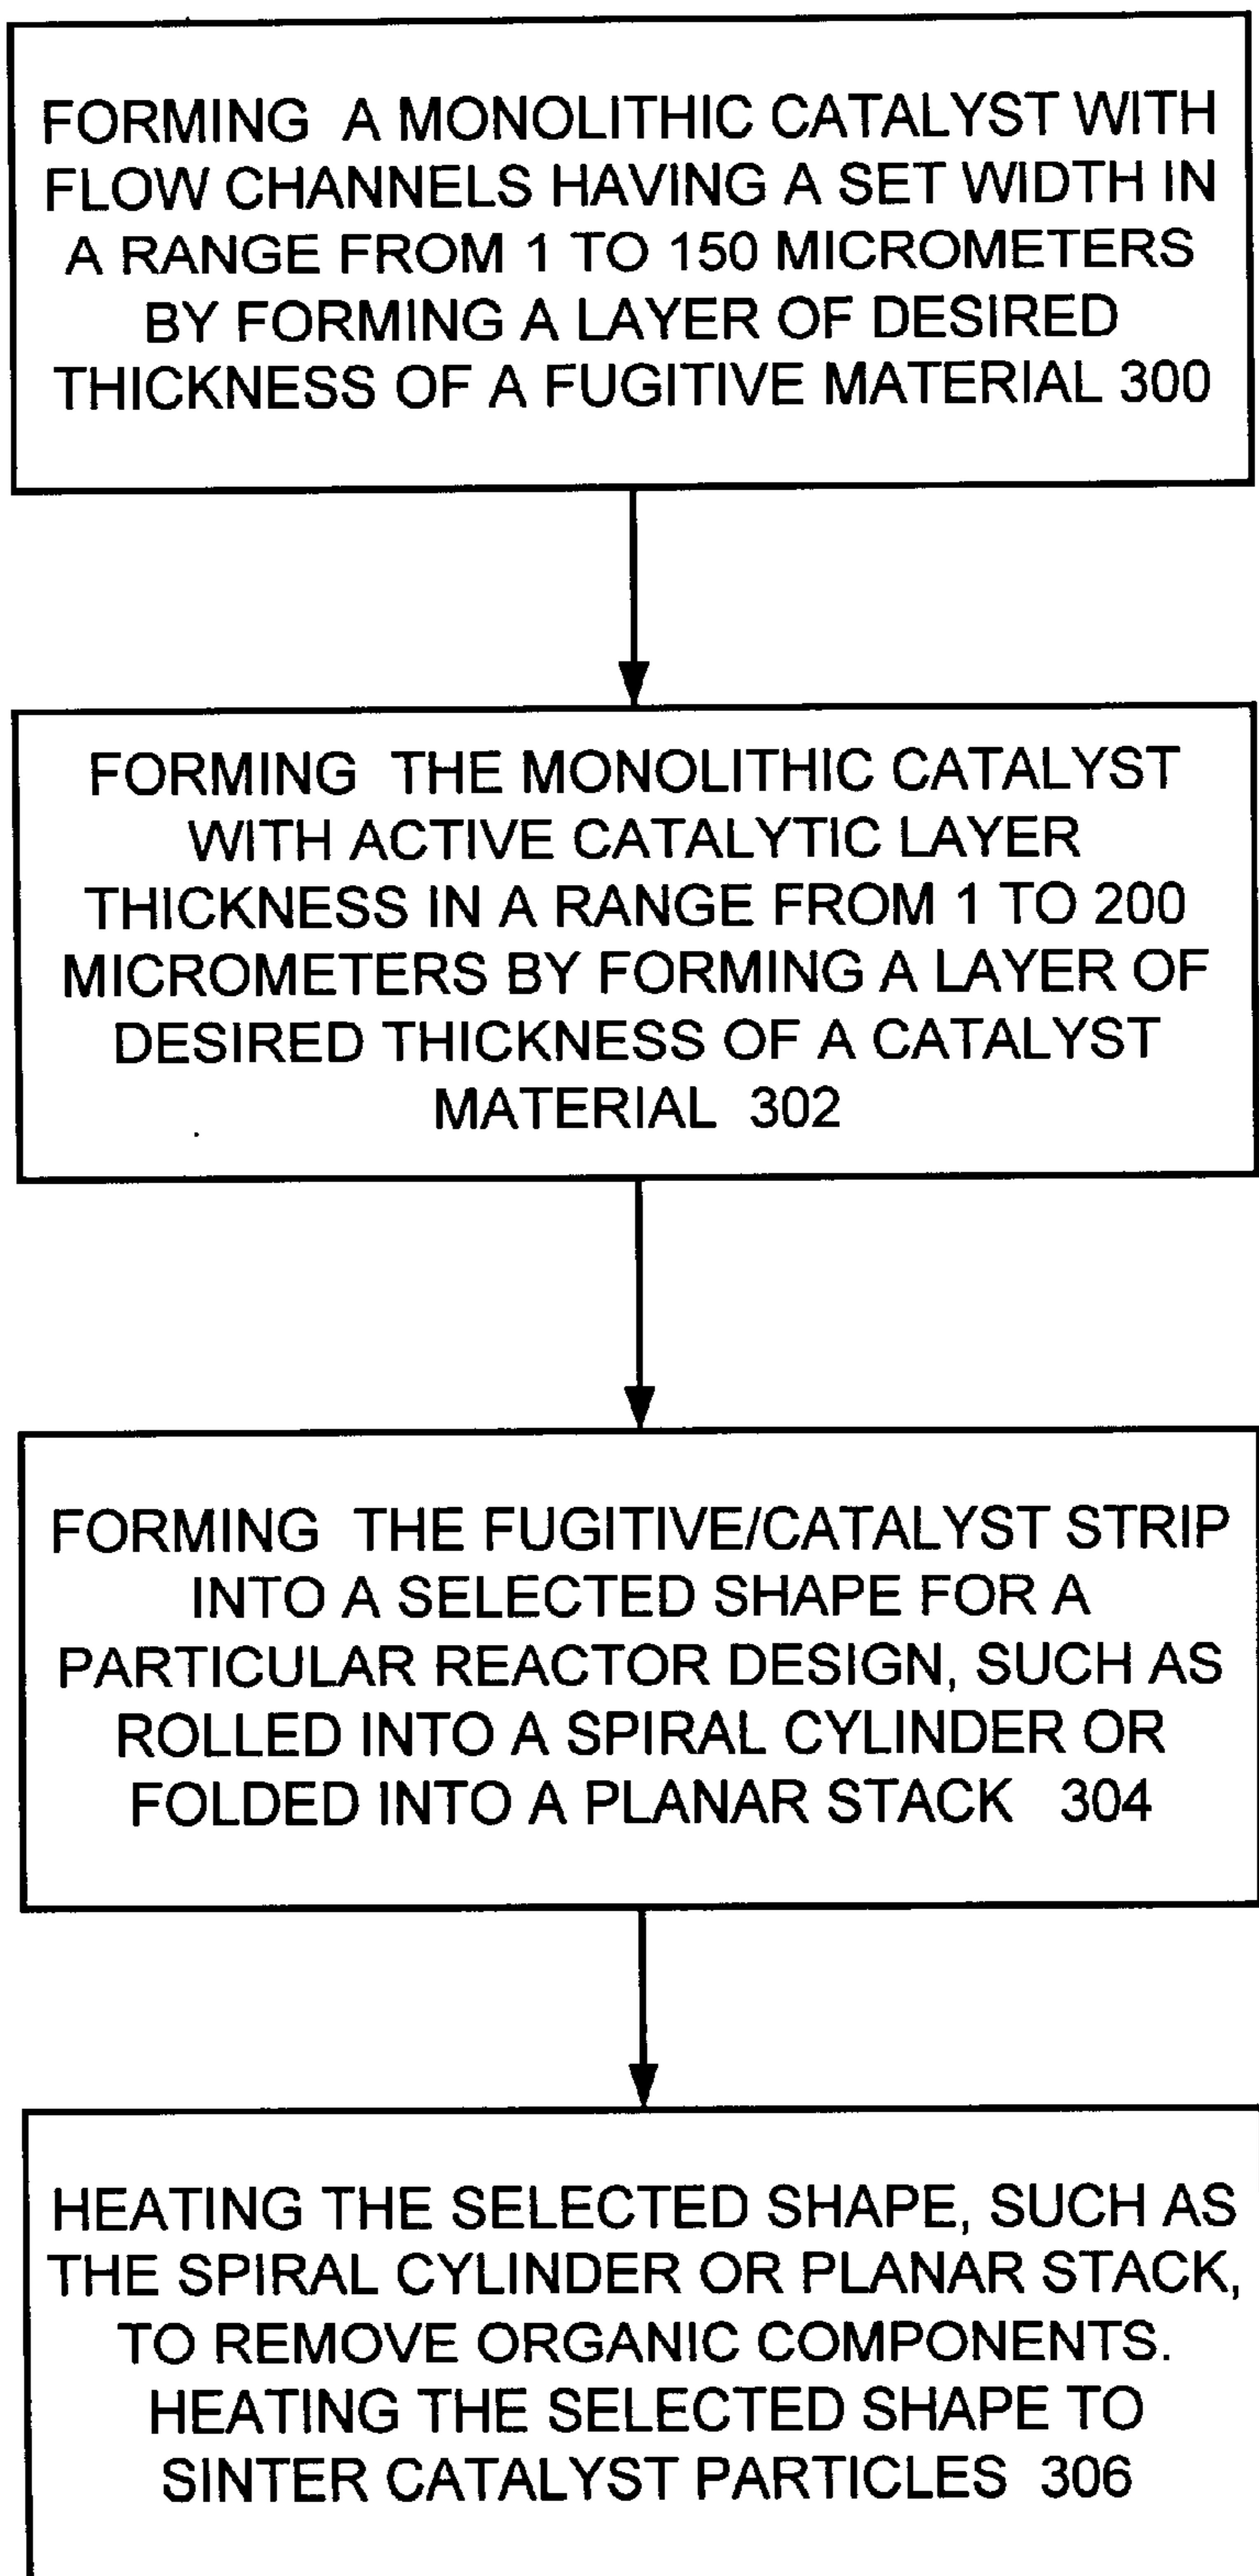 FORMING A MONOLITHIC CATALYST WITH
FLOW CHANNELS HAVING A SET WIDTH IN
A RANGE FROM 1 TO 150 MICROMETERS
BY FORMING A LAYER OF DESIRED
THICKNESS OF A FUGITIVE MATERIAL 300
FORMING THE MONOLITHIC CATALYST
WITH ACTIVE CATALYTIC LAYER
THICKNESS IN A RANGE FROM 1 TO 200
MICROMETERS BY FORMING A LAYER OF
DESIRED THICKNESS OF A CATALYST
MATERIAL 302
FORMING THE FUGITIVE/CATALYST STRIP
INTO A SELECTED SHAPE FOR A
PARTICULAR REACTOR DESIGN, SUCH AS
ROLLED INTO A SPIRAL CYLINDER OR
FOLDED INTO A PLANAR STACK 304
HEATING THE SELECTED SHAPE, SUCH AS
THE SPIRAL CYLINDER OR PLANAR STACK,
TO REMOVE ORGANIC COMPONENTS.
HEATING THE SELECTED SHAPE TO
SINTER CATALYST PARTICLES 306